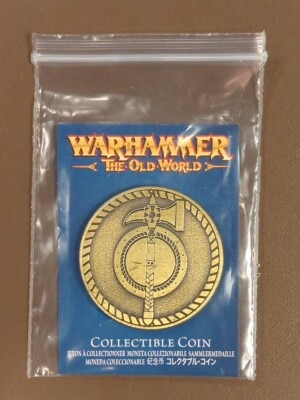 WARHAMMER
THE OLD WORLD
COLLECTIBLE COIN
JETON À COLLECTIONNER MONETA COLLEZIONABILE SAMMLERMEDAILLE
MONEDA COLECCIONABLE 纪念币 コレクタブル・コイン